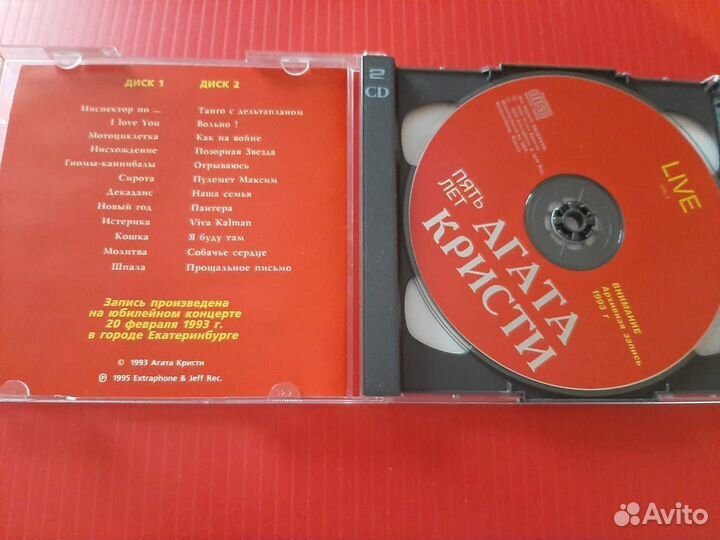 ДИСК 1 ДИСК 2
Инспектор по ... Танго с дельтапланом
I love You Вольно !
Мотоциклетка Как на войне
Нисхождение Позорная Звезда
Гномы-каннибалы Отрываюсь
Сирота Пулемет Максим
Декаданс Наша семья
Новый год Пантера
Истерика Viva Kalman
Кошка Я буду там
Молитва Собачье сердце
Шпала Прощальное письмо
Запись произведена
на юбилейном концерте
20 февраля 1993 г.
в городе Екатеринбурге
© 1993 Агата Кристи
℗ 1995 Extraphone & Jeff Rec.
2
CD
LIVE
ПЯТЬ
ЛЕТ
АГАТА
КРИСТИ
ВНИМАНИЕ
Архивная запись
1993 г
Avito